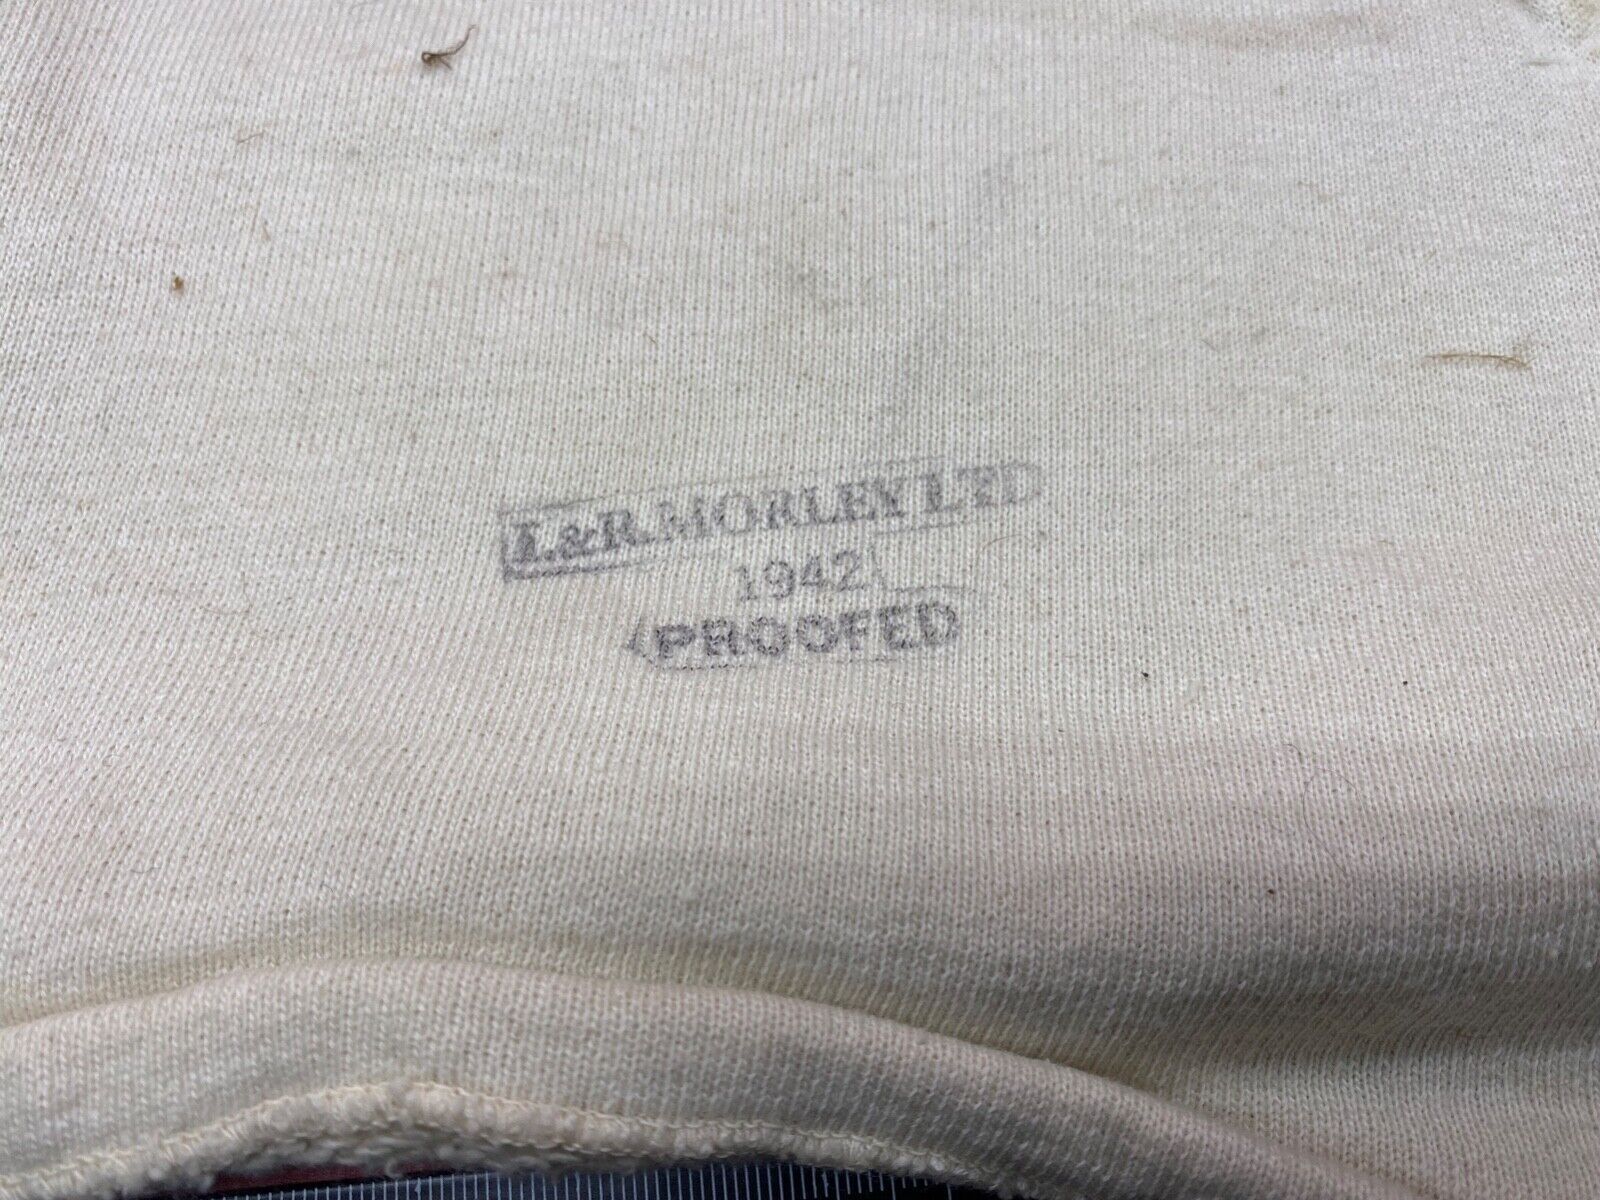 I.&R. MORLEY LTD
1942
PROOFED